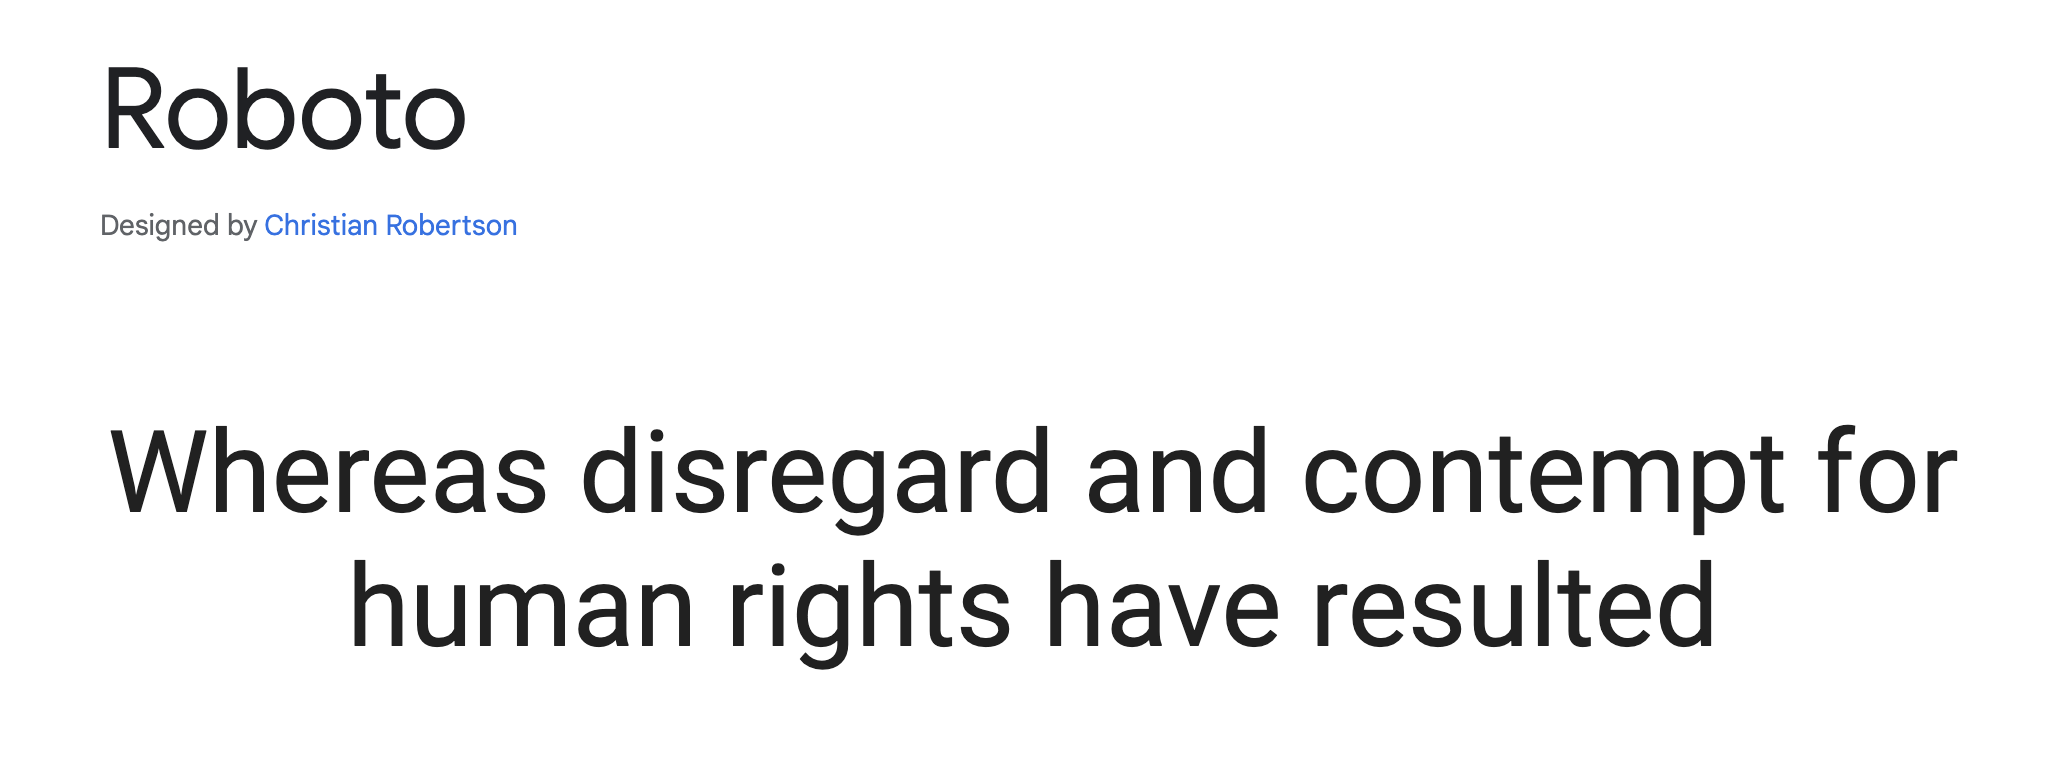 Roboto
Designed by Christian Robertson
Whereas disregard and contempt for
human rights have resulted